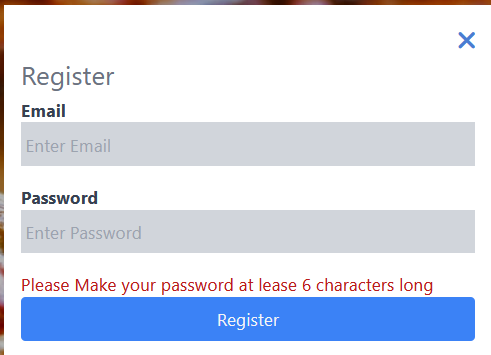 Register
Email
Enter Email
Password
Enter Password
Please Make your password at lease 6 characters long
Register